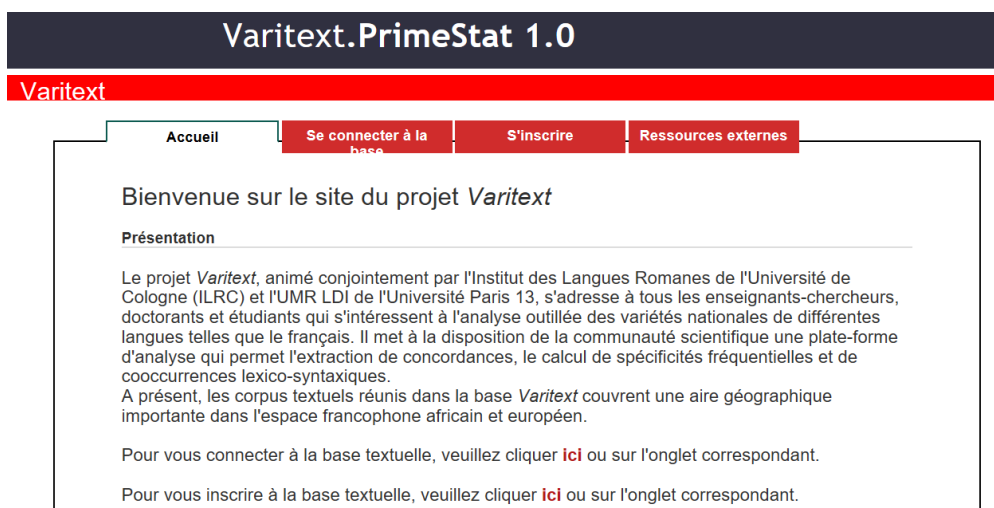 Varitext.PrimeStat 1.0
Varitext
Accueil
Se connecter à la base
S'inscrire
Ressources externes
Bienvenue sur le site du projet Varitext
Présentation
Le projet Varitext, animé conjointement par l'Institut des Langues Romanes de l'Université de
Cologne (ILRC) et l'UMR LDI de l'Université Paris 13, s'adresse à tous les enseignants-chercheurs,
doctorants et étudiants qui s'intéressent à l'analyse outillée des variétés nationales de différentes
langues telles que le français. Il met à la disposition de la communauté scientifique une plate-forme
d'analyse qui permet l'extraction de concordances, le calcul de spécificités fréquentielles et de
cooccurrences lexico-syntaxiques.
A présent, les corpus textuels réunis dans la base Varitext couvrent une aire géographique
importante dans l'espace francophone africain et européen.
Pour vous connecter à la base textuelle, veuillez cliquer ici ou sur l'onglet correspondant.
Pour vous inscrire à la base textuelle, veuillez cliquer ici ou sur l'onglet correspondant.